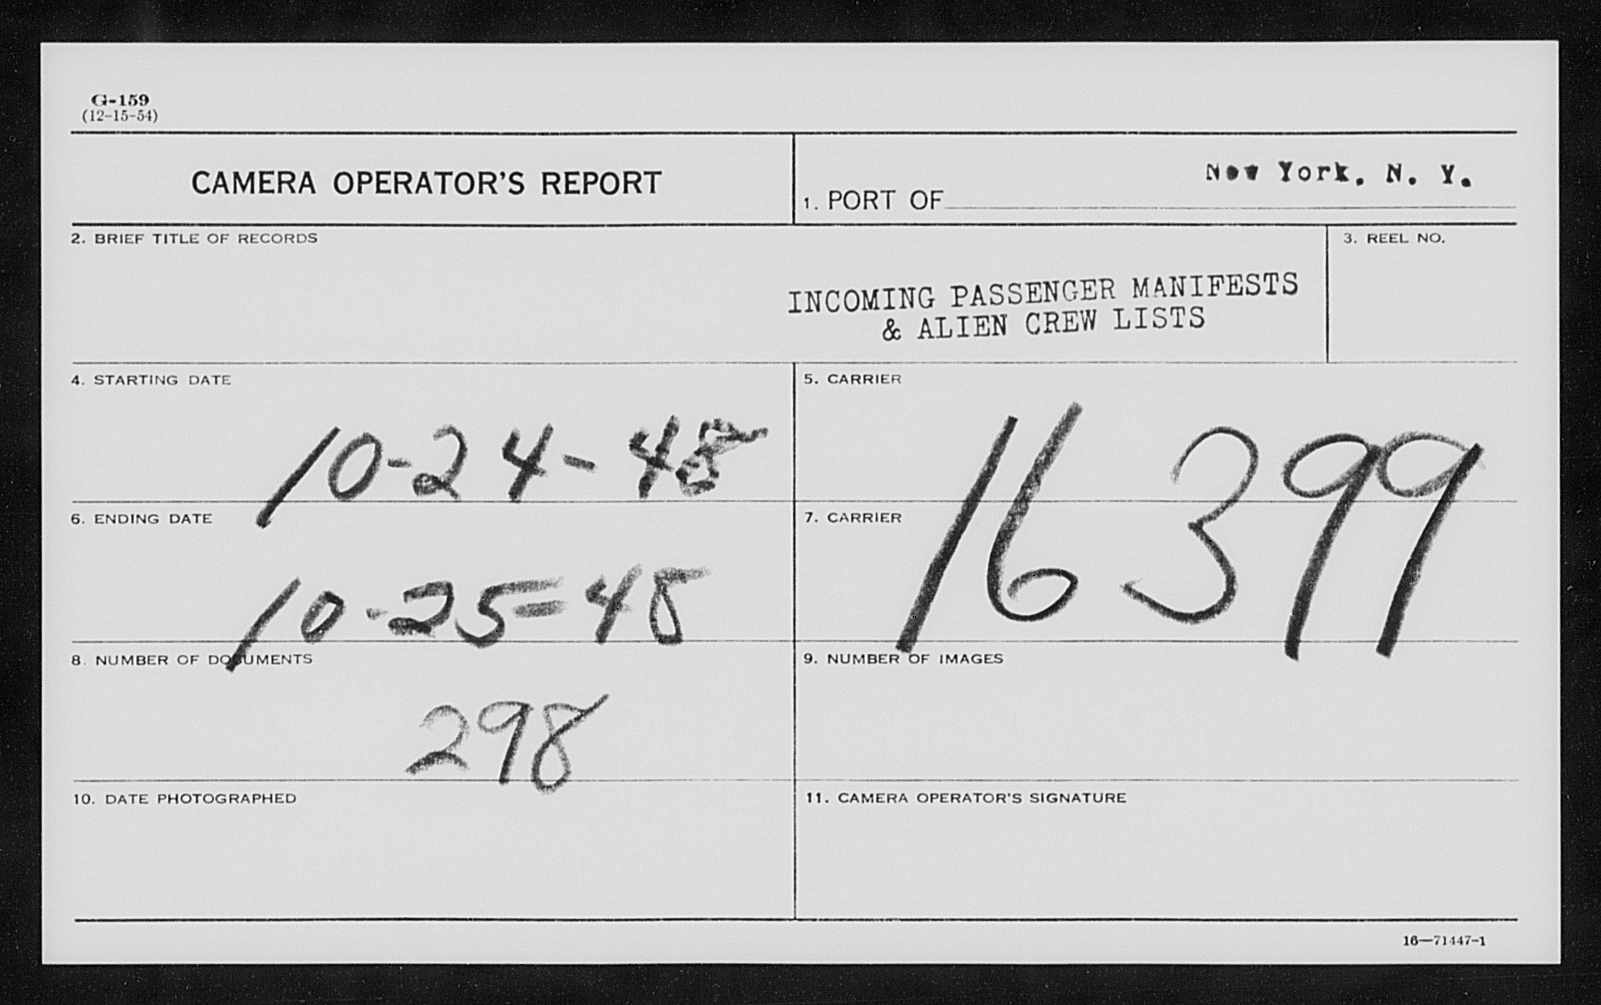 G-159
(12-15-54)
CAMERA OPERATOR'S REPORT
1. PORT OF New York, N. Y.
2. BRIEF TITLE OF RECORDS
INCOMING PASSENGER MANIFESTS
& ALIEN CREW LISTS
3. REEL NO.
4. STARTING DATE
10-24-48
5. CARRIER
16399
6. ENDING DATE
10-25-48
7. CARRIER
8. NUMBER OF DOCUMENTS
298
9. NUMBER OF IMAGES
10. DATE PHOTOGRAPHED
11. CAMERA OPERATOR'S SIGNATURE
16—71447-1